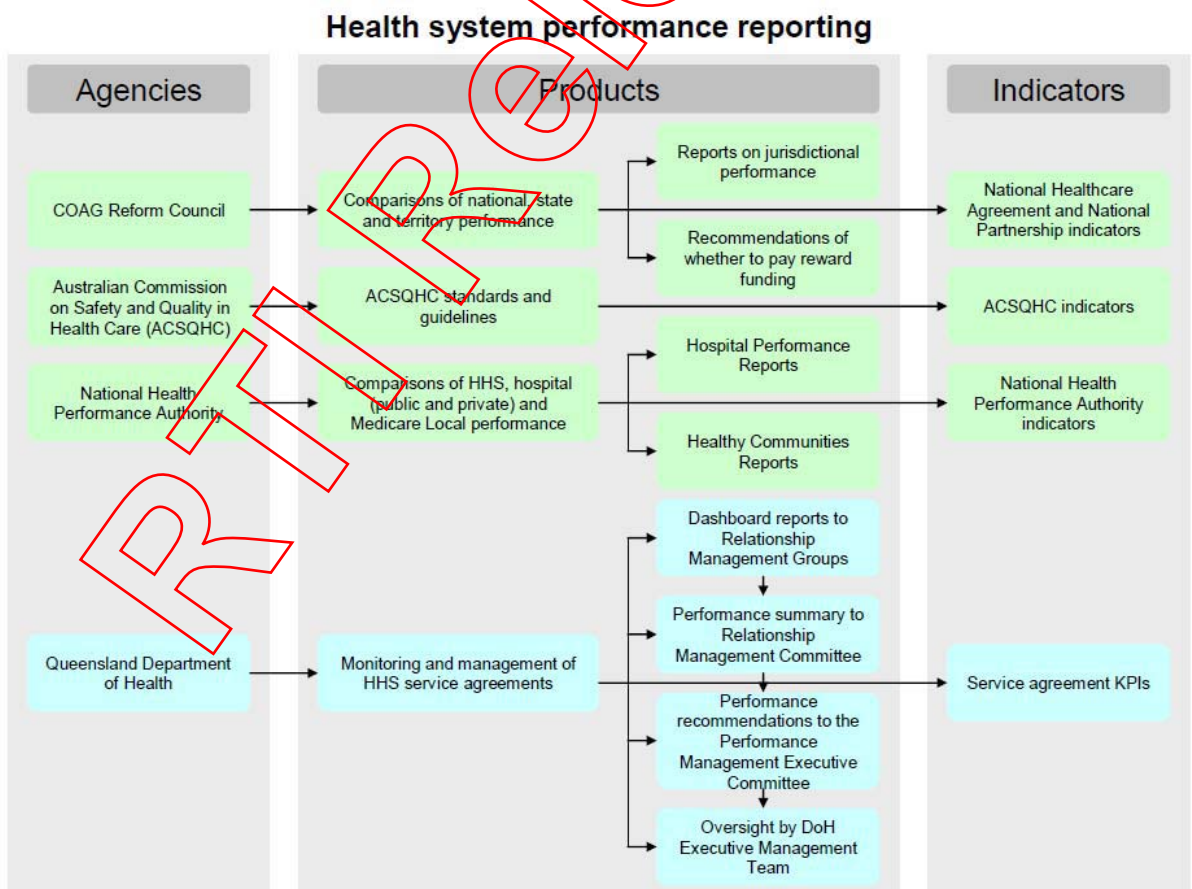 Health system performance reporting
Agencies
Products
Indicators
COAG Reform Council
Comparisons of national, state
and territory performance
Reports on jurisdictional
performance
Recommendations of
whether to pay reward
funding
National Healthcare
Agreement and National
Partnership indicators
Australian Commission
on Safety and Quality in
Health Care (ACSQHC)
ACSQHC standards and
guidelines
ACSQHC indicators
National Health
Performance Authority
Comparisons of HHS, hospital
(public and private) and
Medicare Local performance
Hospital Performance
Reports
Healthy Communities
Reports
National Health
Performance Authority
indicators
Queensland Department
of Health
Monitoring and management of
HHS service agreements
Dashboard reports to
Relationship
Management Groups
Performance summary to
Relationship
Management Committee
Performance
recommendations to the
Performance
Management Executive
Committee
Oversight by DoH
Executive Management
Team
Service agreement KPIs
RTI Re